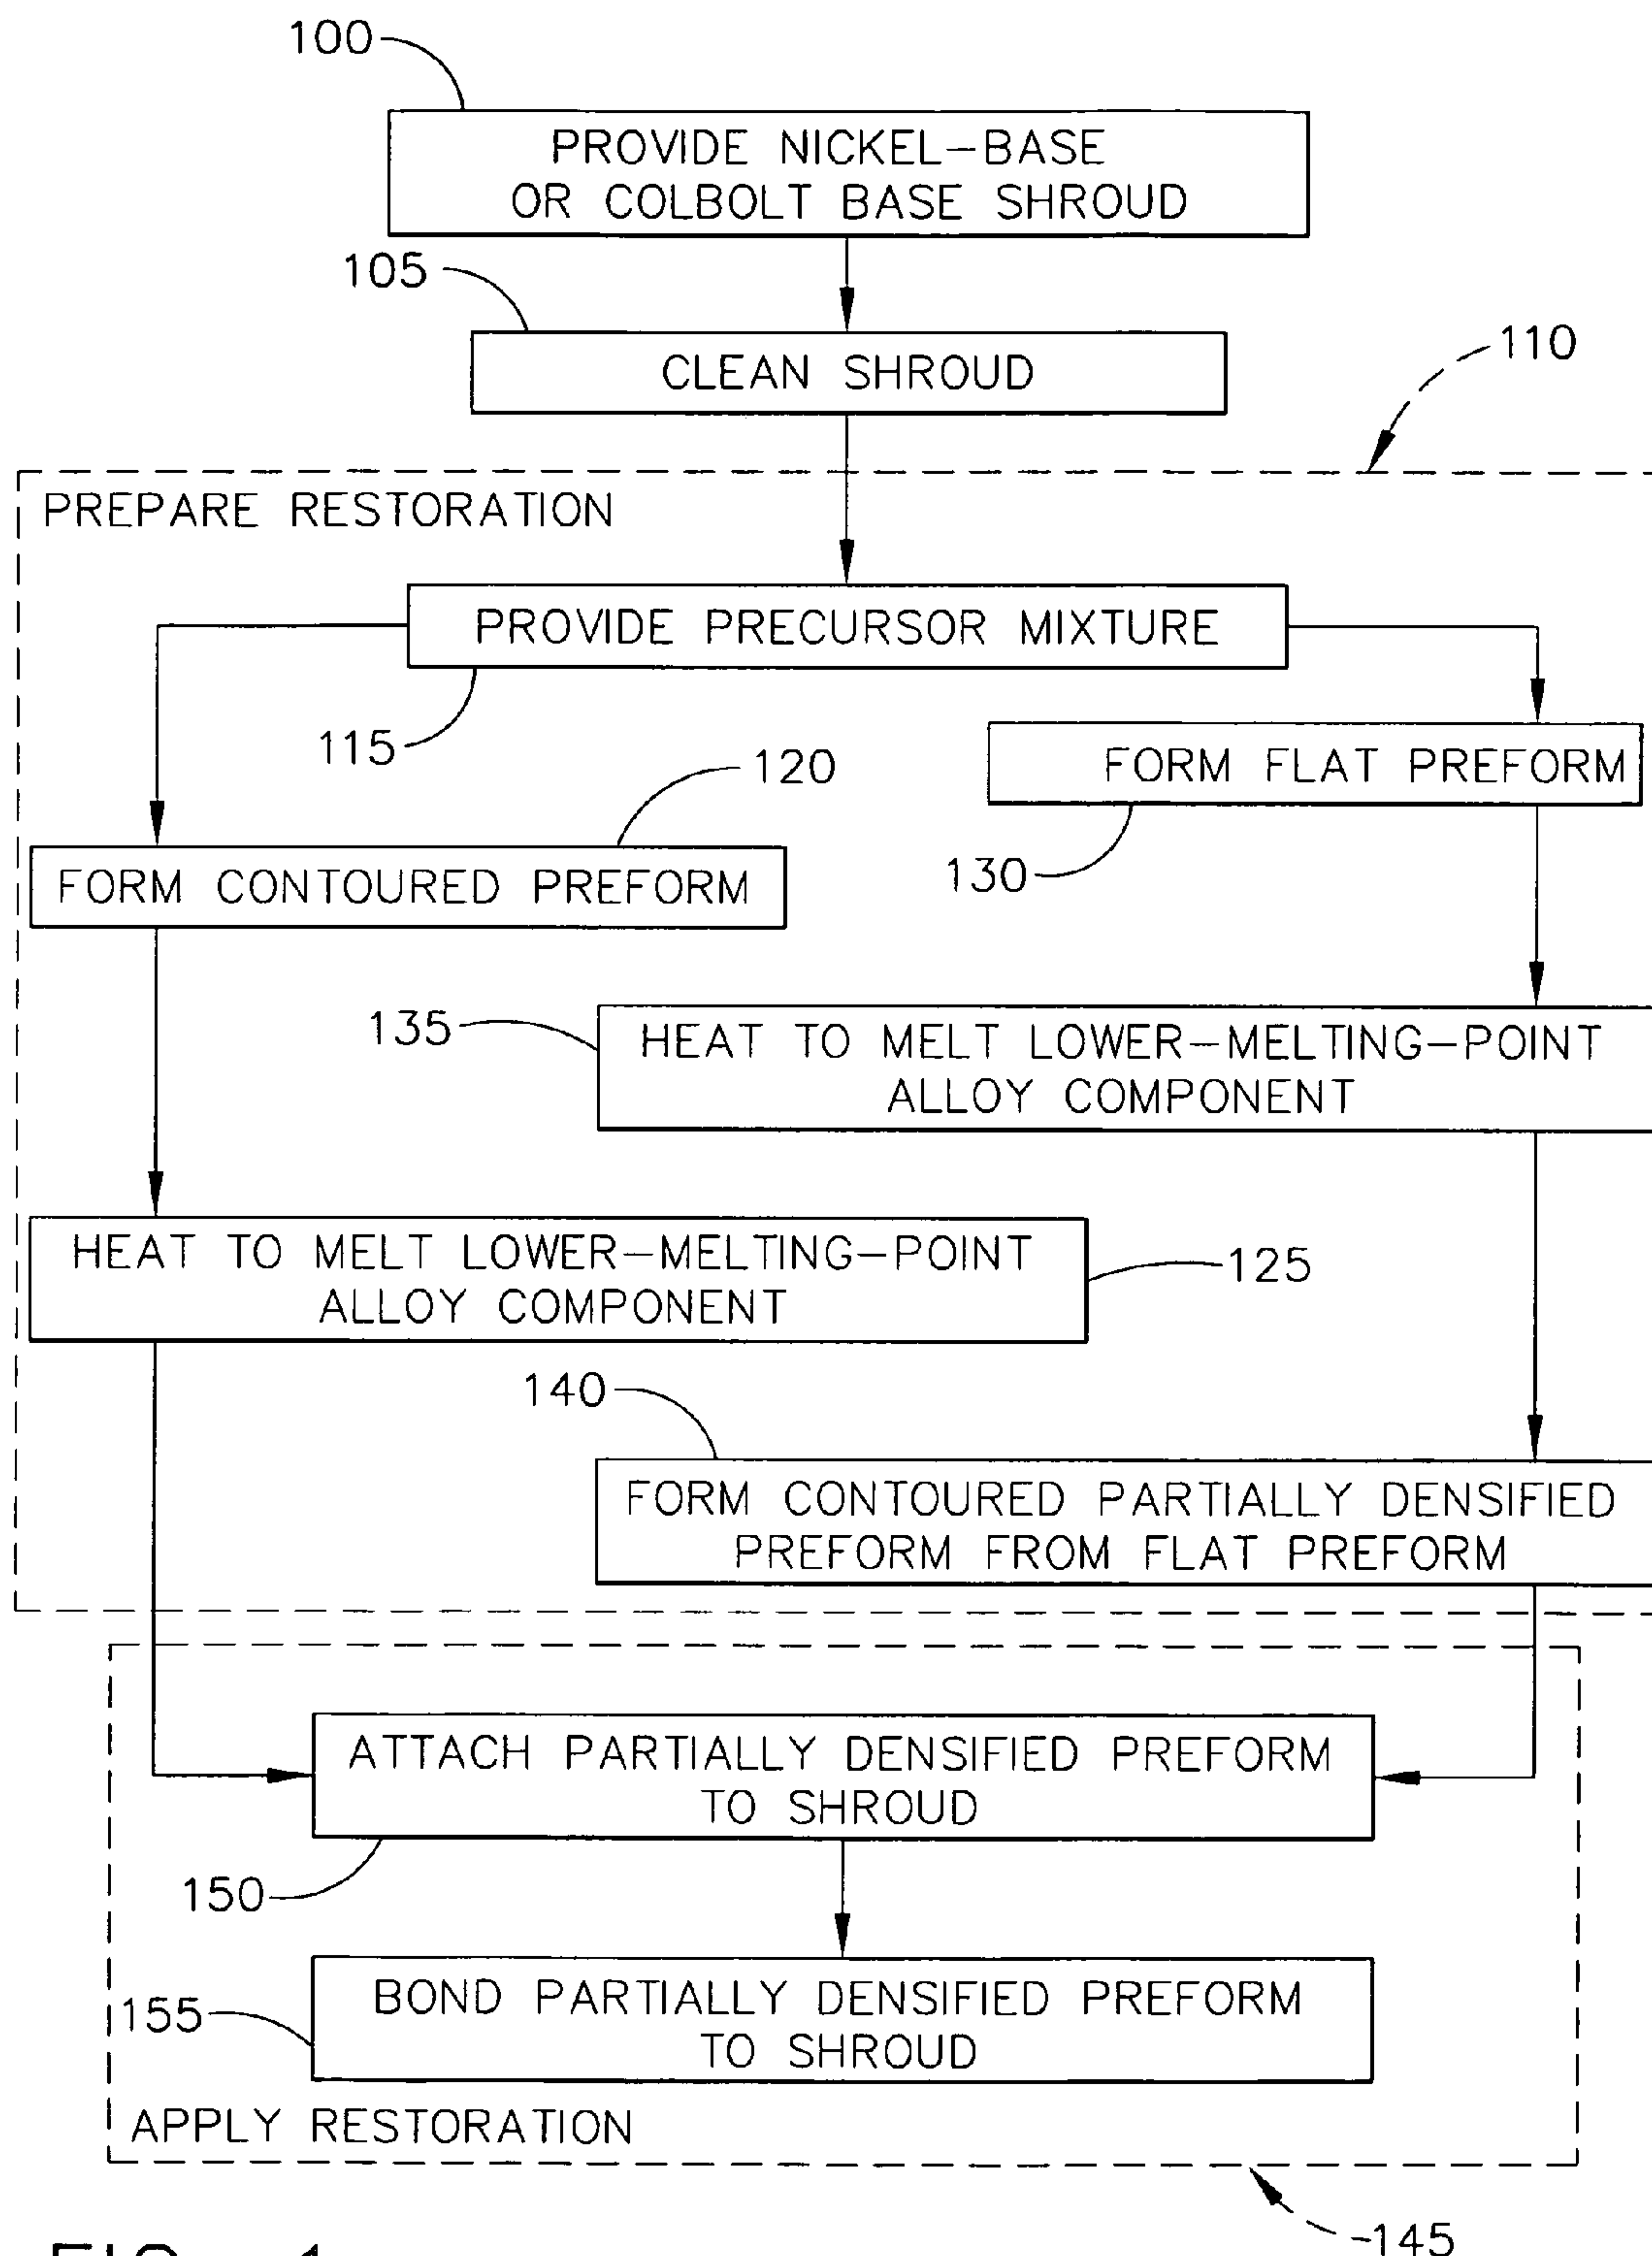 100
PROVIDE NICKEL-BASE
OR COLBOLT BASE SHROUD
105
CLEAN SHROUD
110
PREPARE RESTORATION
PROVIDE PRECURSOR MIXTURE
115
FORM FLAT PREFORM
120
130
FORM CONTOURED PREFORM
135
HEAT TO MELT LOWER-MELTING-POINT
ALLOY COMPONENT
HEAT TO MELT LOWER-MELTING-POINT
ALLOY COMPONENT
125
140
FORM CONTOURED PARTIALLY DENSIFIED
PREFORM FROM FLAT PREFORM
ATTACH PARTIALLY DENSIFIED PREFORM
TO SHROUD
150
BOND PARTIALLY DENSIFIED PREFORM
TO SHROUD
155
APPLY RESTORATION
145
FIG. 1